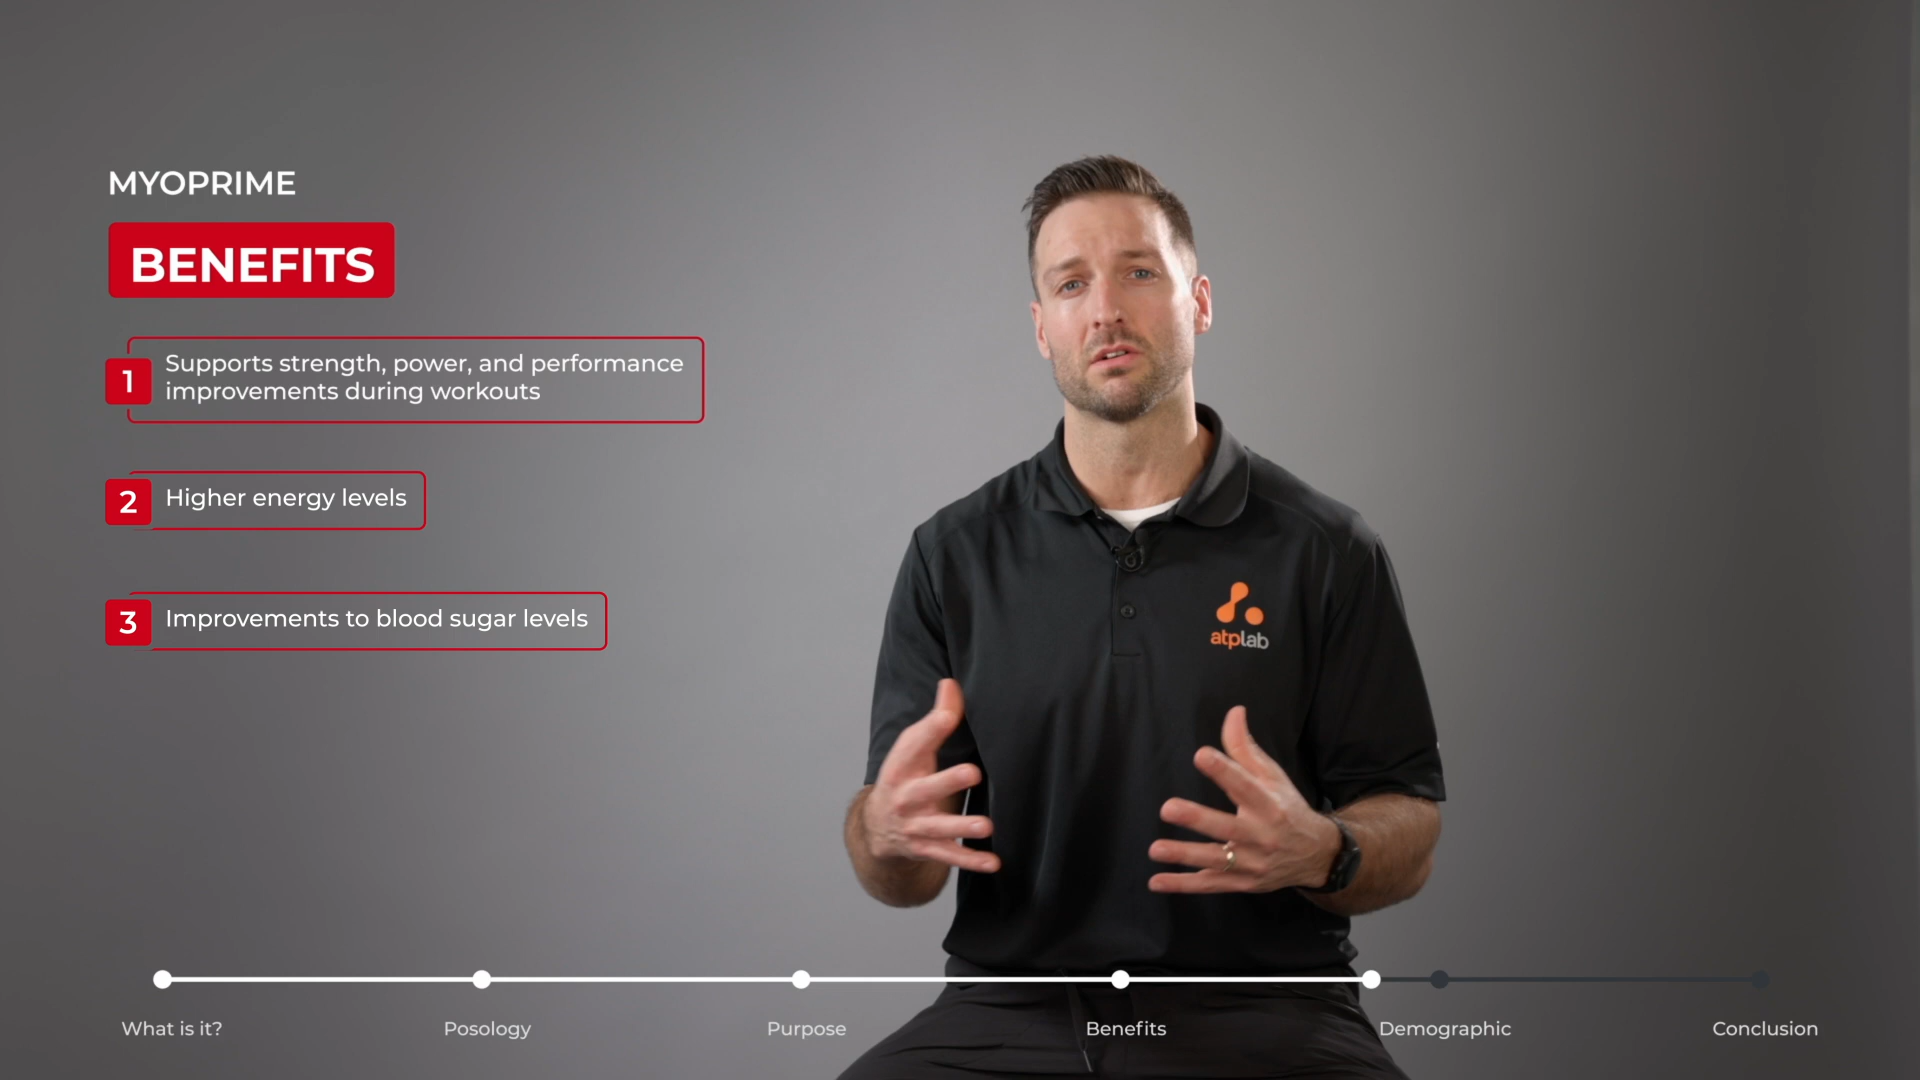 MYOPRIME
BENEFITS
1
Supports strength, power, and performance
improvements during workouts
2
Higher energy levels
3
Improvements to blood sugar levels
atplab
What is it?
Posology
Purpose
Benefits
Demographic
Conclusion